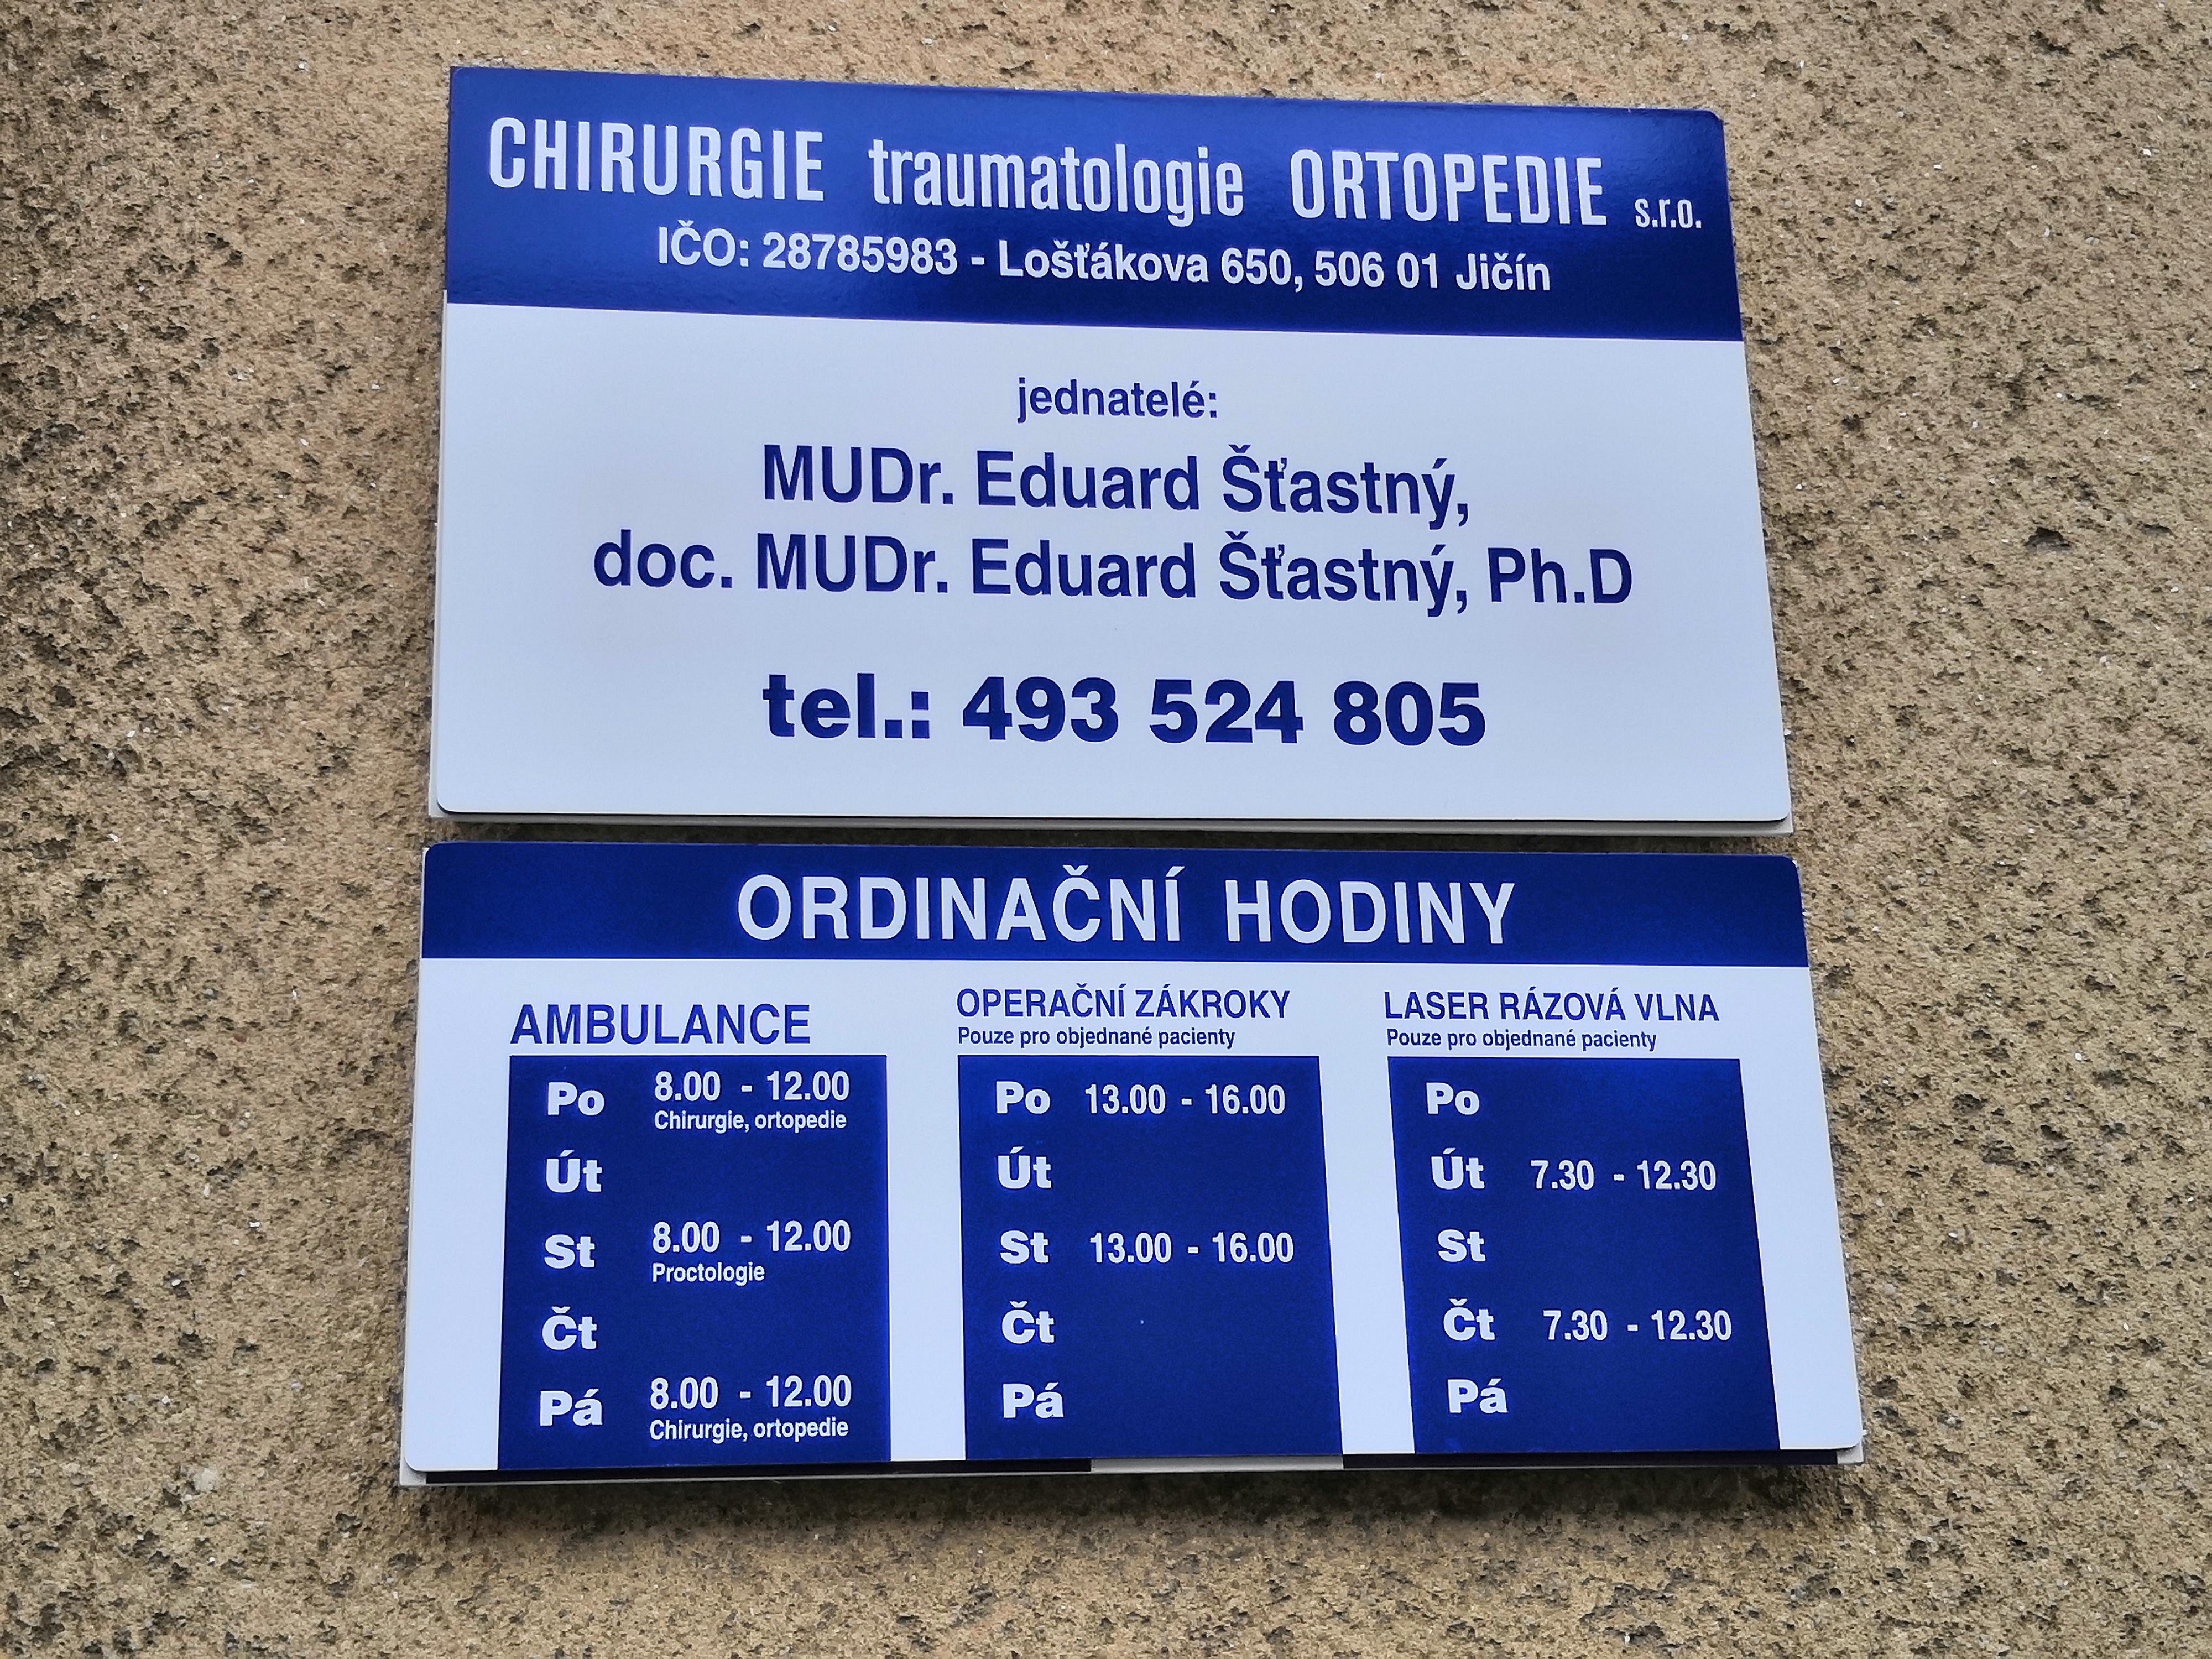 CHIRURGIE traumatologie ORTOPEDIE s.r.o.
IČO: 28785983 - Lošťákova 650, 506 01 Jičín
jednatelé:
MUDr. Eduard Šťastný,
doc. MUDr. Eduard Šťastný, Ph.D
tel.: 493 524 805
ORDINAČNÍ HODINY
AMBULANCE
Po 8.00 - 12.00
Chirurgie, ortopedie
Út
St 8.00 - 12.00
Proctologie
Čt
Pá 8.00 - 12.00
Chirurgie, ortopedie
OPERAČNÍ ZÁKROKY
Pouze pro objednané pacienty
Po 13.00 - 16.00
Út
St 13.00 - 16.00
Čt
Pá
LASER RÁZOVÁ VLNA
Pouze pro objednané pacienty
Po
Út 7.30 - 12.30
St
Čt 7.30 - 12.30
Pá